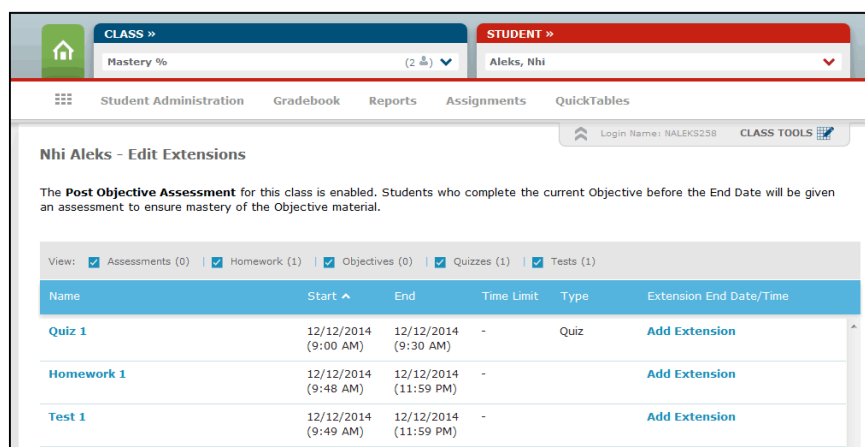 CLASS »
STUDENT »
Mastery % (2 )
Aleks, Nhi
Student Administration Gradebook Reports Assignments QuickTables
Login Name: NALEKS258 CLASS TOOLS
Nhi Aleks - Edit Extensions
The Post Objective Assessment for this class is enabled. Students who complete the current Objective before the End Date will be given
an assessment to ensure mastery of the Objective material.
View: Assessments (0) | Homework (1) | Objectives (0) | Quizzes (1) | Tests (1)
Name Start End Time Limit Type Extension End Date/Time
Quiz 1 12/12/2014 12/12/2014 - Quiz Add Extension
(9:00 AM) (9:30 AM)
Homework 1 12/12/2014 12/12/2014 - Add Extension
(9:48 AM) (11:59 PM)
Test 1 12/12/2014 12/12/2014 - Add Extension
(9:49 AM) (11:59 PM)